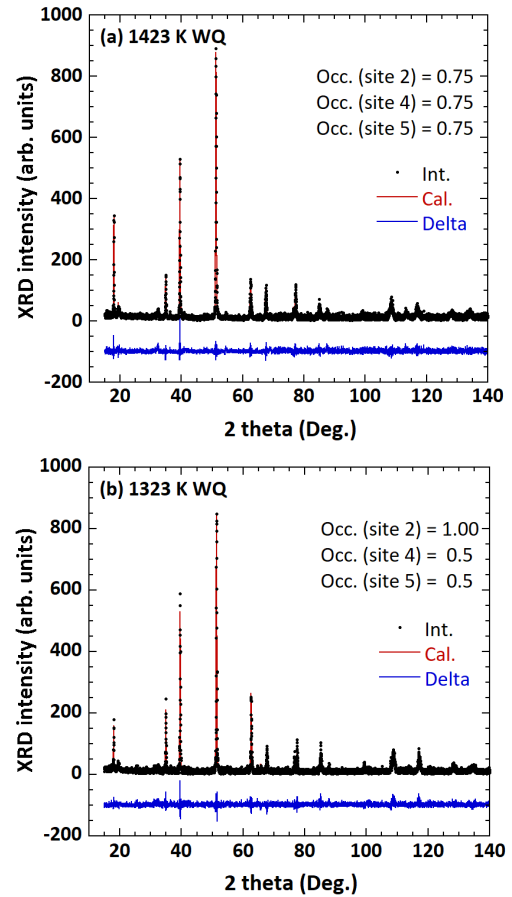 1000
(a) 1423 K WQ
800
Occ. (site 2) = 0.75
Occ. (site 4) = 0.75
600
Occ. (site 5) = 0.75
Int.
400
Cal.
Delta
200
0
-200
20 40 60 80 100 120 140
XRD intensity (arb. units)
2 theta (Deg.)
1000
(b) 1323 K WQ
800
Occ. (site 2) = 1.00
Occ. (site 4) = 0.5
600
Occ. (site 5) = 0.5
Int.
400
Cal.
Delta
200
0
-200
20 40 60 80 100 120 140
XRD intensity (arb. units)
2 theta (Deg.)